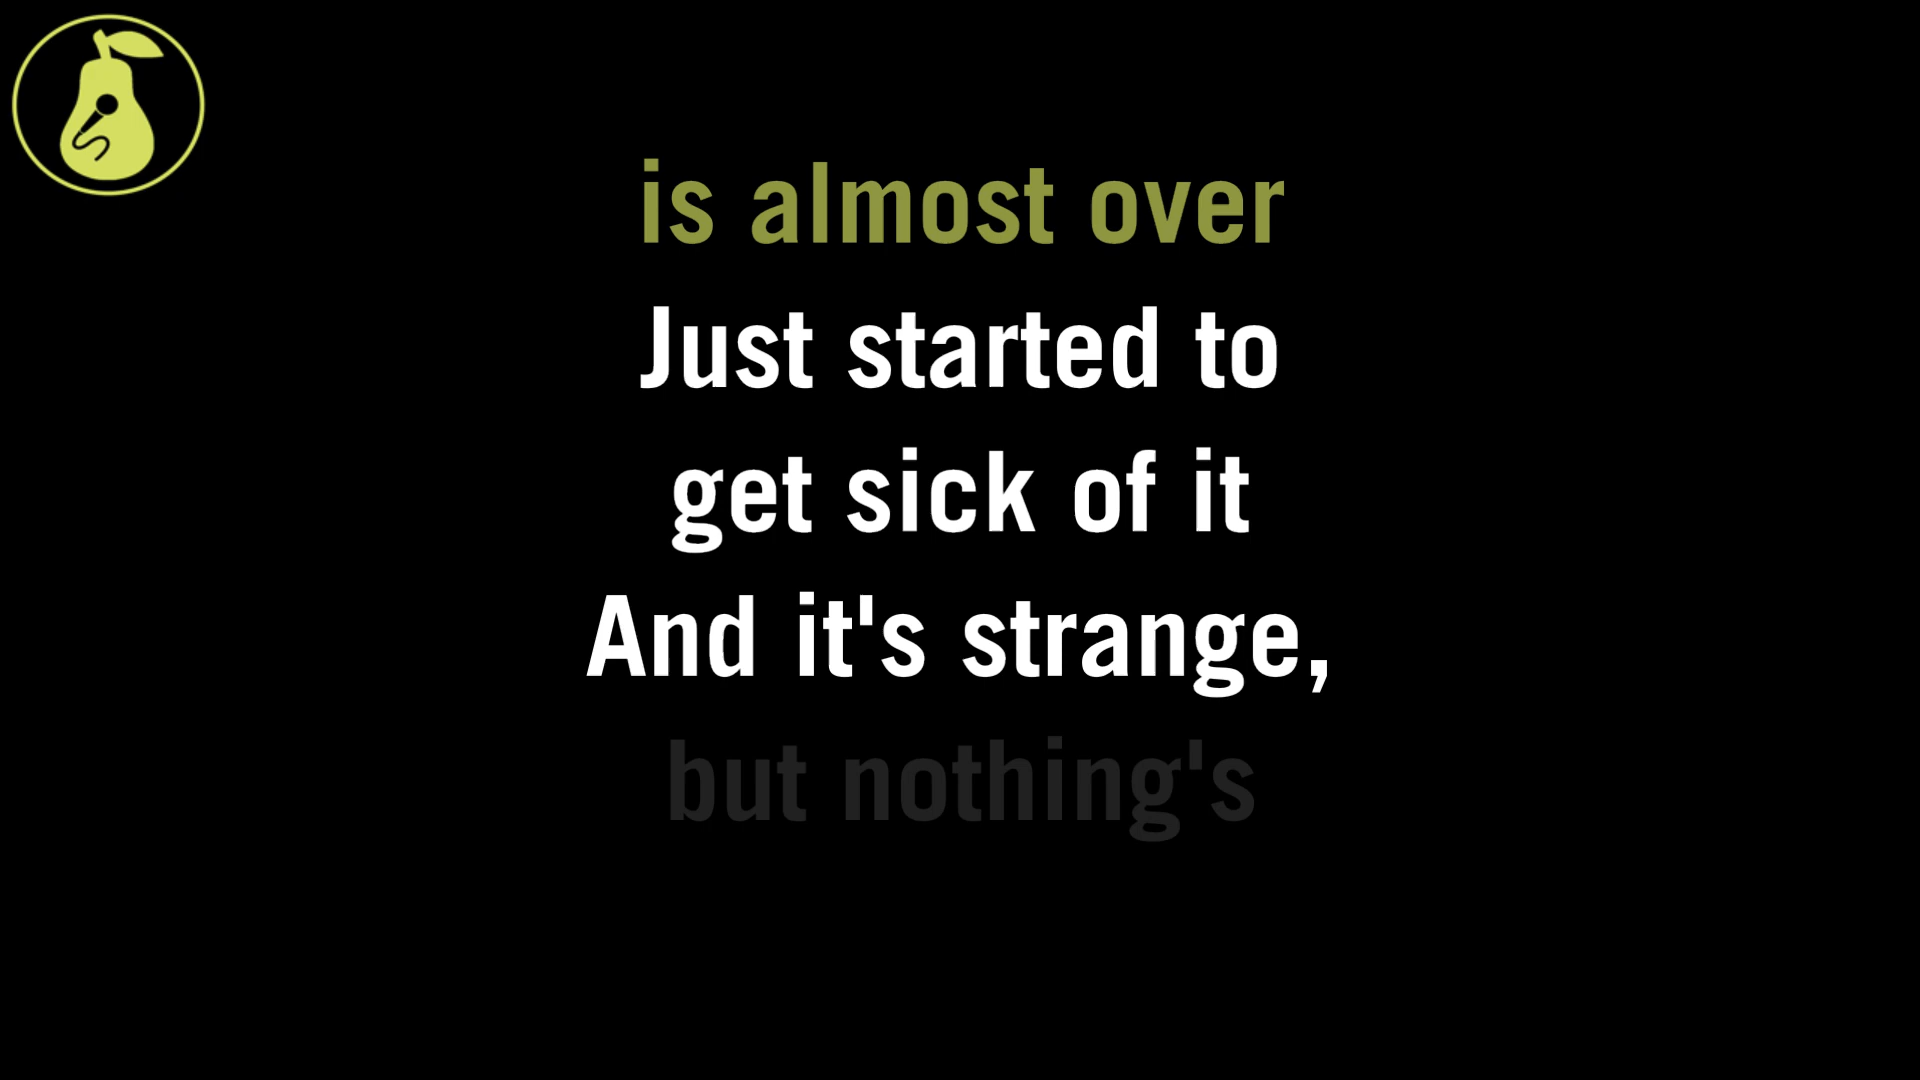 is almost over
Just started to
get sick of it
And it's strange,
but nothing's